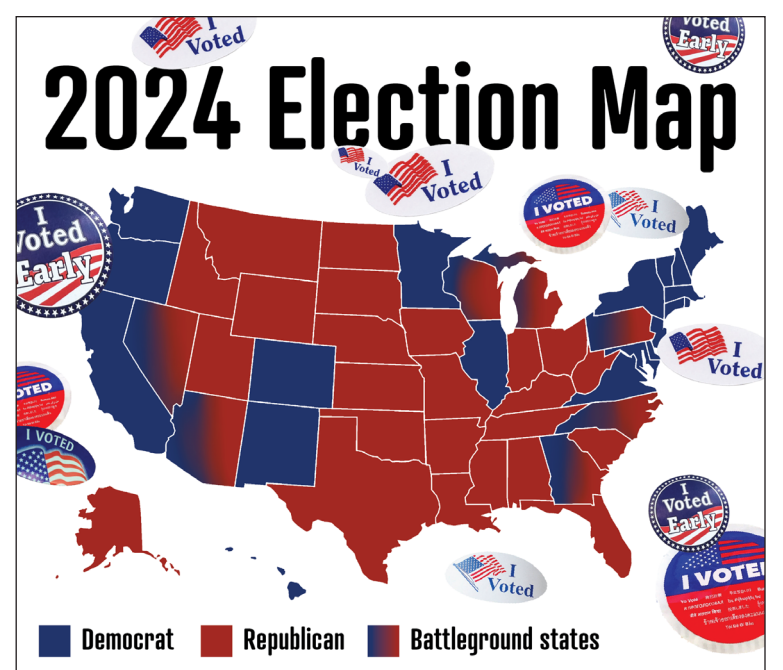 I
Voted
Voted
Early
2024 Election Map
I
Voted
I
Voted
I VOTED
I
Voted
I
Voted
Early
I
Voted
OTED
I VOTED
I
Voted
Early
I
Voted
I VOTE
Democrat
Republican
Battleground states